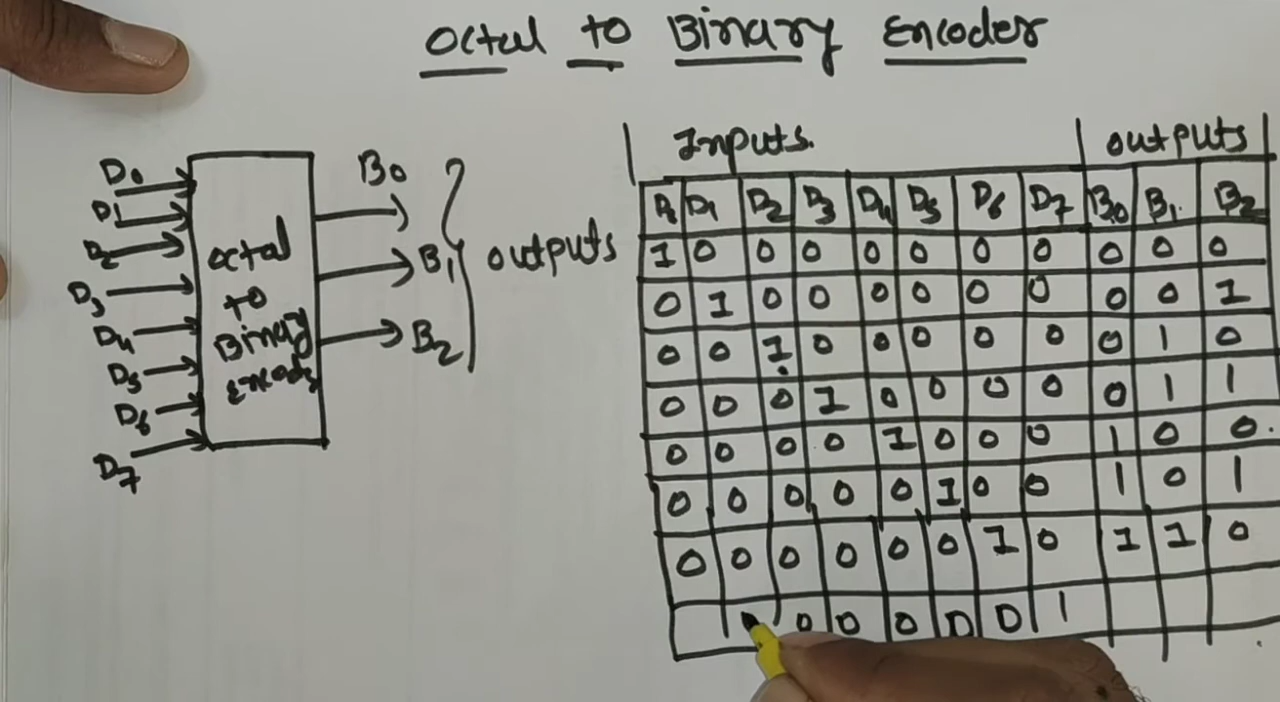 Octal to Binary Encoder
D0
D1
D2
D3
D4
D5
D6
D7
Octal
to
Binary
Encode
B0
B1
B2
outputs
Inputs. outputs
D0 D1 D2 D3 D4 D5 D6 D7 B0 B1. B2
1 0 0 0 0 0 0 0 0 0 0
0 1 0 0 0 0 0 0 0 0 1
0 0 1 0 0 0 0 0 0 1 0
0 0 0 1 0 0 0 0 0 1 1
0 0 0 0 1 0 0 0 1 0 0.
0 0 0 0 0 1 0 0 1 0 1
0 0 0 0 0 0 1 0 1 1 0
0 0 0 0 0 1